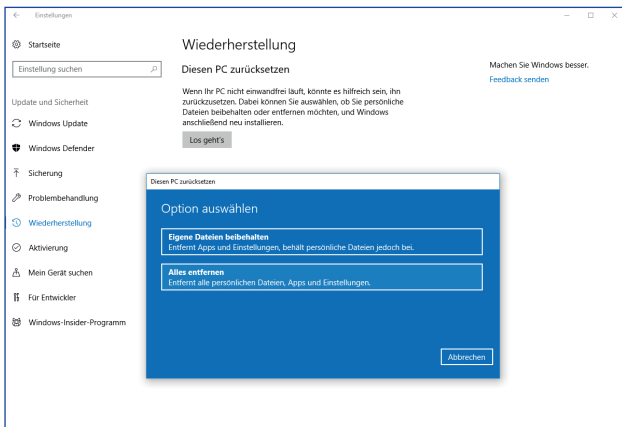 Einstellungen
Startseite
Einstellung suchen
Update und Sicherheit
Windows Update
Windows Defender
Sicherung
Problembehandlung
Wiederherstellung
Aktivierung
Mein Gerät suchen
Für Entwickler
Windows-Insider-Programm
Wiederherstellung
Diesen PC zurücksetzen
Wenn Ihr PC nicht einwandfrei läuft, könnte es hilfreich sein, ihn
zurückzusetzen. Dabei können Sie auswählen, ob Sie persönliche
Dateien beibehalten oder entfernen möchten, und Windows
anschließend neu installieren.
Los geht's
Machen Sie Windows besser.
Feedback senden
Diesen PC zurücksetzen
Option auswählen
Eigene Dateien beibehalten
Entfernt Apps und Einstellungen, behält persönliche Dateien jedoch bei.
Alles entfernen
Entfernt alle persönlichen Dateien, Apps und Einstellungen.
Abbrechen